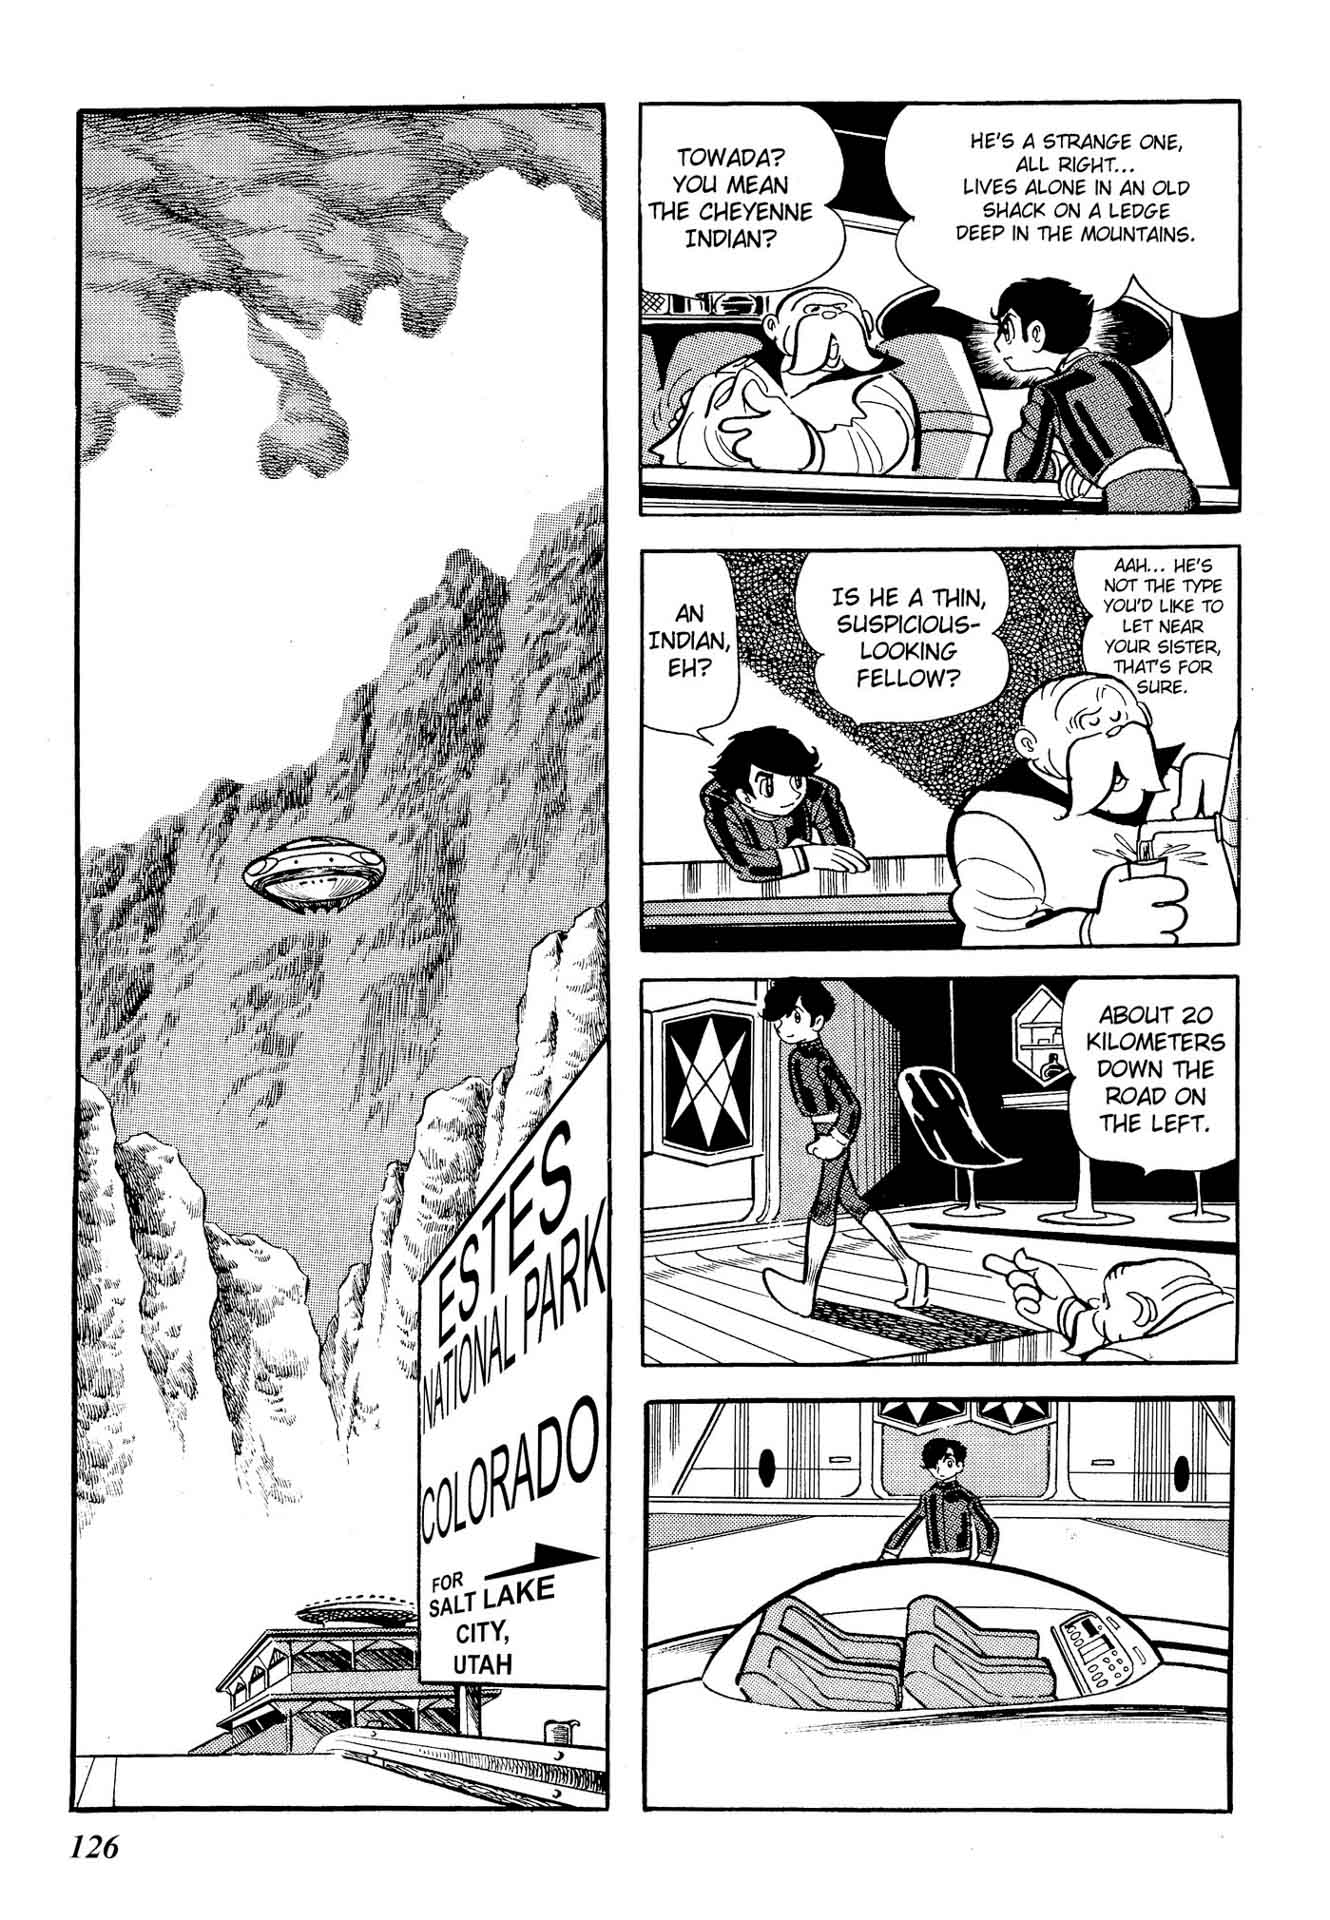 ESTES
NATIONAL PARK
COLORADO
FOR
SALT LAKE
CITY,
UTAH
TOWADA?
YOU MEAN
THE CHEYENNE
INDIAN?
HE'S A STRANGE ONE,
ALL RIGHT...
LIVES ALONE IN AN OLD
SHACK ON A LEDGE
DEEP IN THE MOUNTAINS.
AN
INDIAN,
EH?
IS HE A THIN,
SUSPICIOUS-
LOOKING
FELLOW?
AAH... HE'S
NOT THE TYPE
YOU'D LIKE TO
LET NEAR
YOUR SISTER,
THAT'S FOR
SURE.
ABOUT 20
KILOMETERS
DOWN THE
ROAD ON
THE LEFT.
126